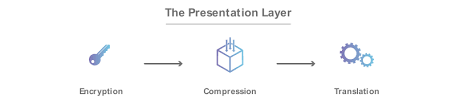 The Presentation Layer
Encryption
Compression
Translation